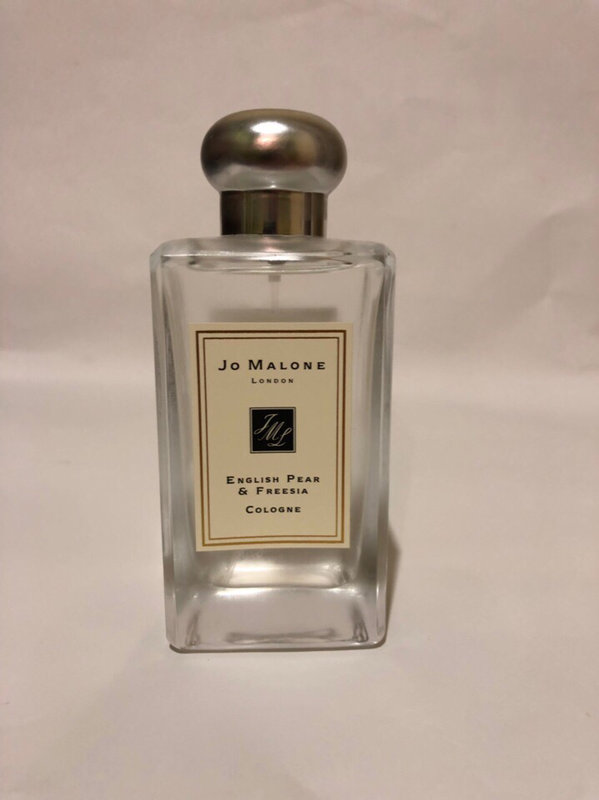 Jo Malone
London
JML
English Pear
& Freesia
Cologne